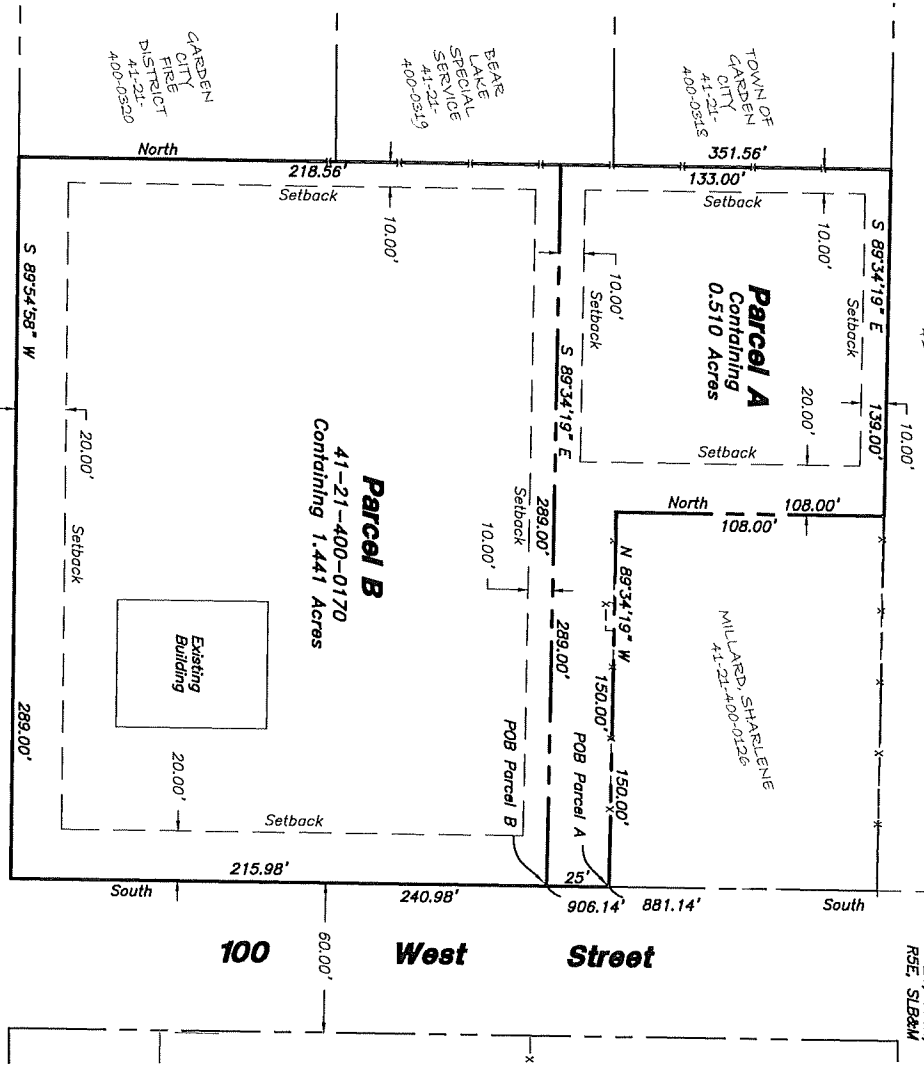 GARDEN
CITY
FIRE
DISTRICT
41-21-
400-0320
BEAR
LAKE
SPECIAL
SERVICE
41-21-
400-0319
TOWN OF
GARDEN
CITY
41-21-
400-0318
North
218.56'
Setback
351.56'
133.00'
Setback
10.00'
10.00'
S 89°34'19" E
139.00'
Setback
10.00'
Parcel A
Containing
0.510 Acres
20.00'
10.00'
Setback
S 89°34'19" E
289.00'
289.00'
Setback
10.00'
S 89°54'58" W
289.00'
20.00'
Setback
Parcel B
41-21-400-0170
Containing 1.441 Acres
North
108.00'
108.00'
N 89°34'19" W
150.00'
150.00'
MILLARD, SHARLENE
41-21-400-0126
Existing
Building
20.00'
POB Parcel B
POB Parcel A
Setback
215.98'
South
240.98'
25'
906.14'
881.14'
South
100 West Street
60.00'
R5E, SLB&M